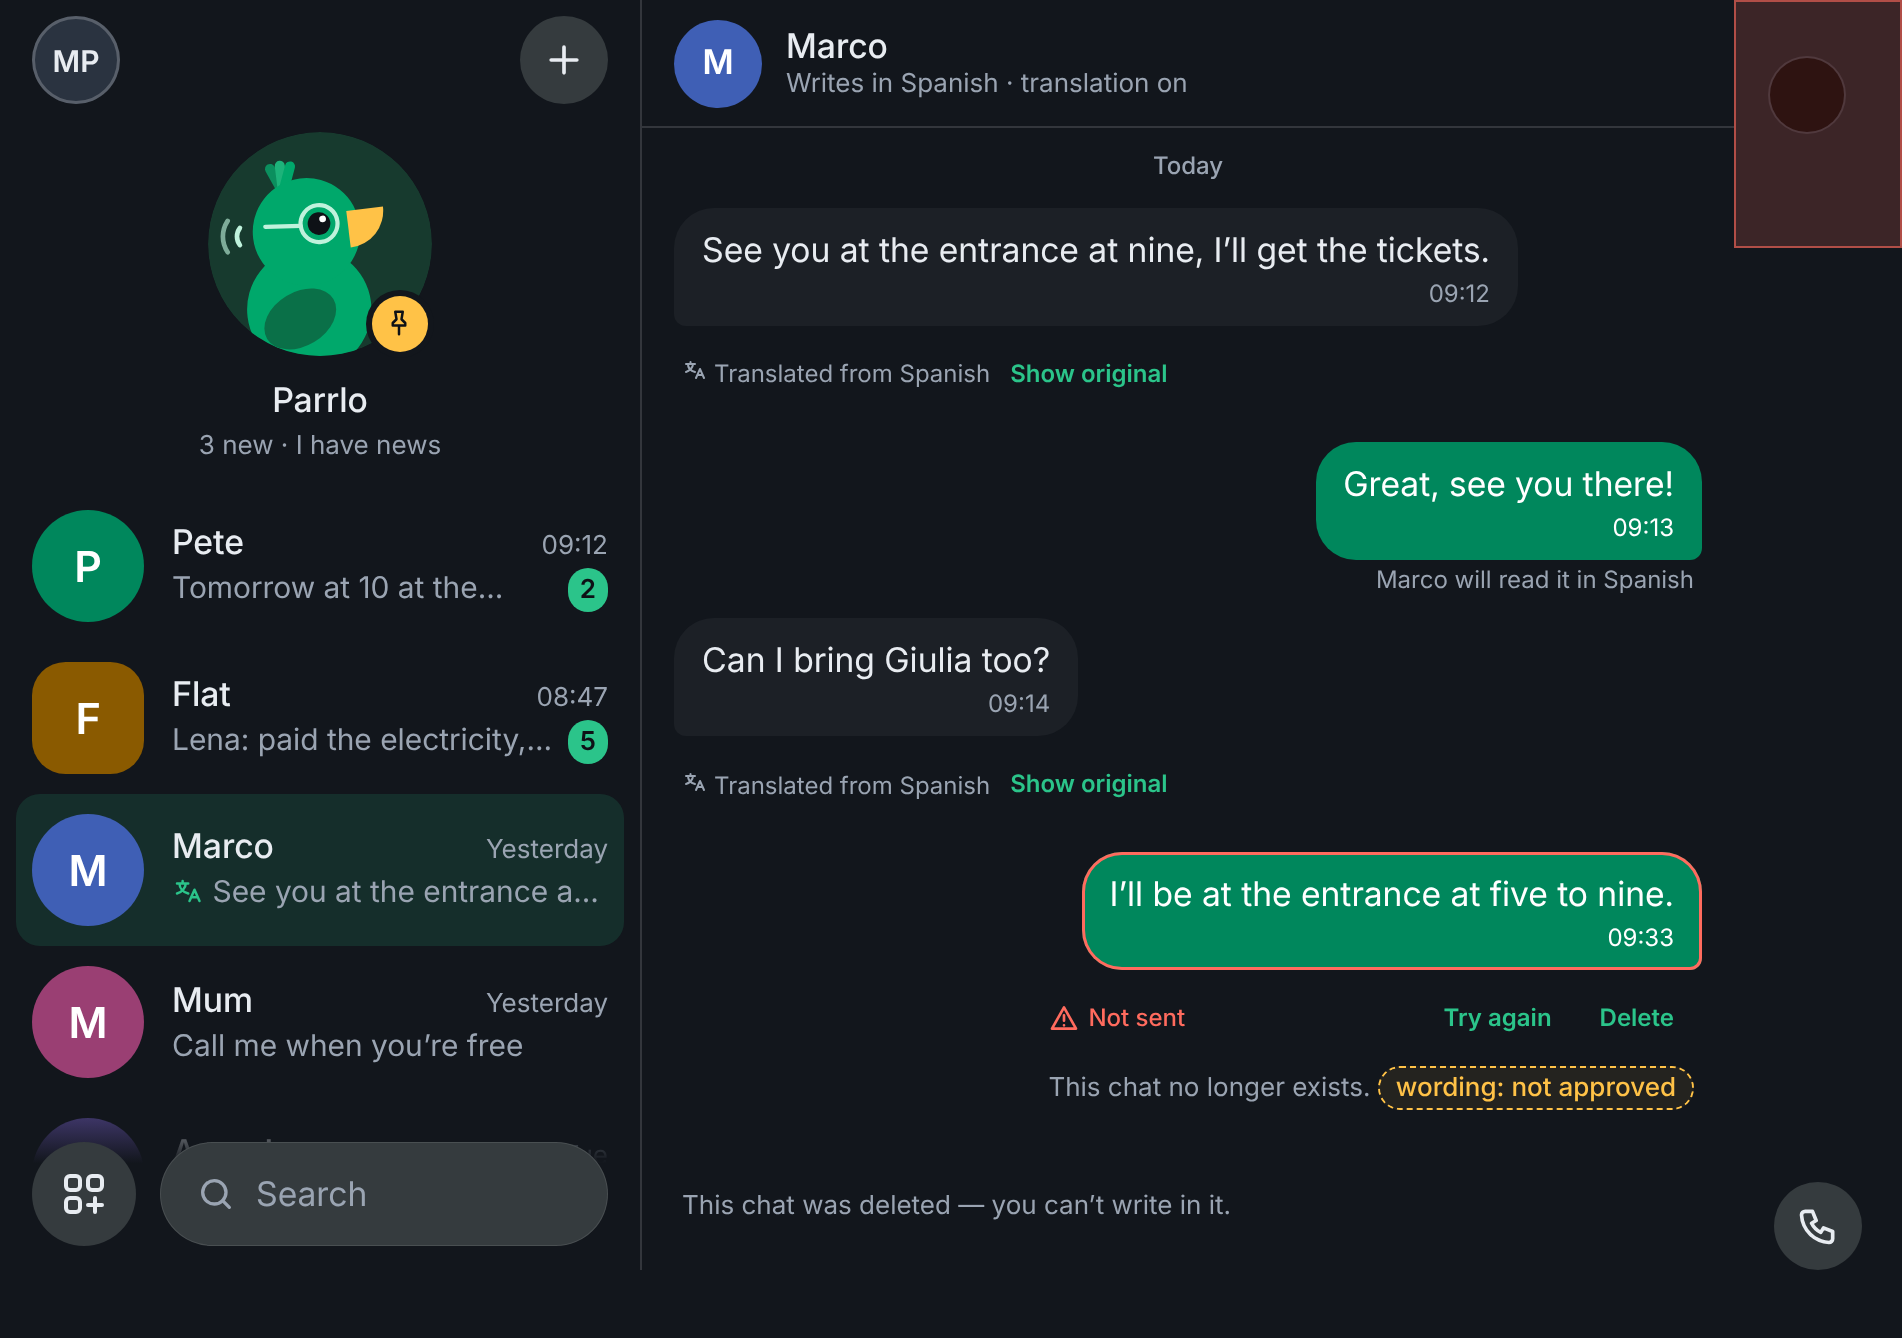 MP
Parrlo
3 new · I have news
P
Pete
09:12
Tomorrow at 10 at the...
2
F
Flat
08:47
Lena: paid the electricity,...
5
M
Marco
Yesterday
See you at the entrance a...
M
Mum
Yesterday
Call me when you’re free
Search
M
Marco
Writes in Spanish · translation on
Today
See you at the entrance at nine, I’ll get the tickets.
09:12
Translated from Spanish Show original
Great, see you there!
09:13
Marco will read it in Spanish
Can I bring Giulia too?
09:14
Translated from Spanish Show original
I’ll be at the entrance at five to nine.
09:33
Not sent Try again Delete
This chat no longer exists. wording: not approved
This chat was deleted — you can’t write in it.